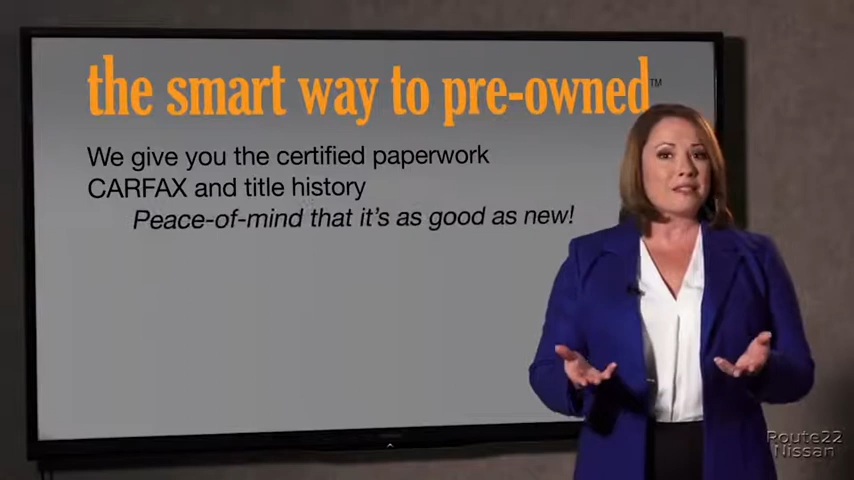 the smart way to pre-owned™
We give you the certified paperwork
CARFAX and title history
Peace-of-mind that it's as good as new!
Route22
Nissan